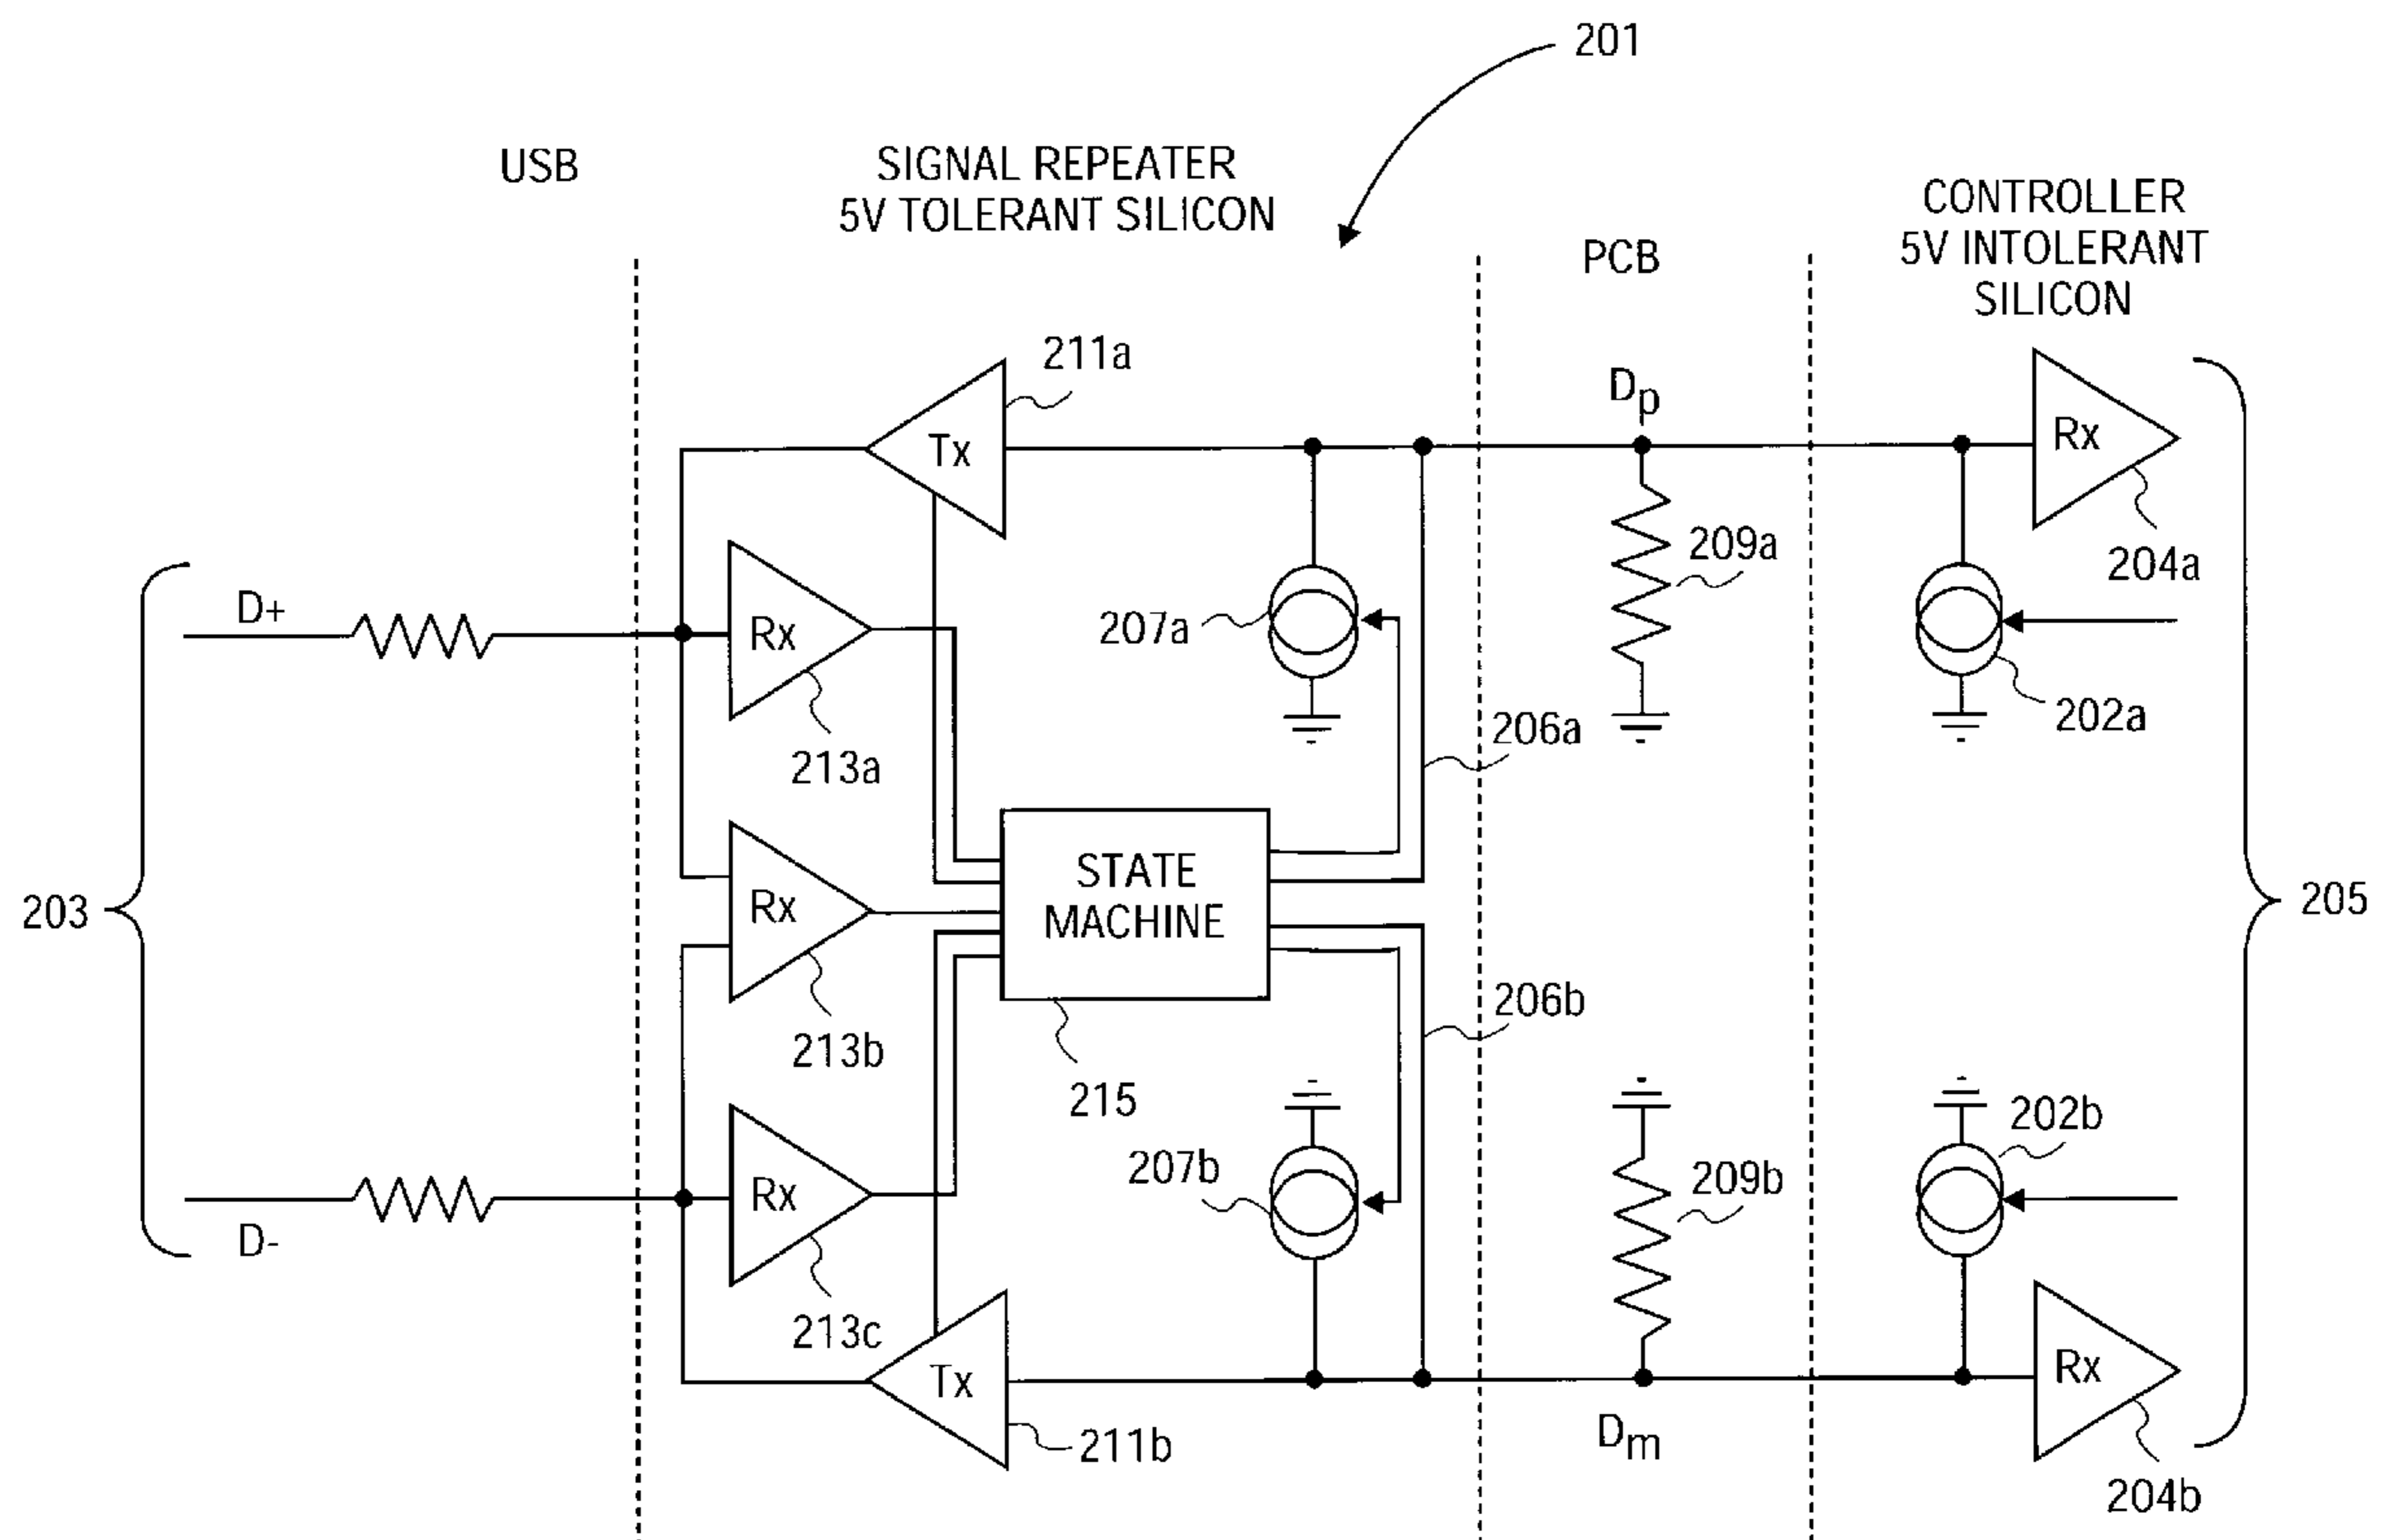 201
USB
SIGNAL REPEATER
5V TOLERANT SILICON
PCB
CONTROLLER
5V INTOLERANT
SILICON
211a
Dp
Tx
Rx
204a
209a
D+
Rx
207a
202a
213a
206a
203
Rx
STATE
MACHINE
205
213b
206b
215
202b
207b
209b
Rx
D-
213c
Tx
Rx
211b
Dm
204b